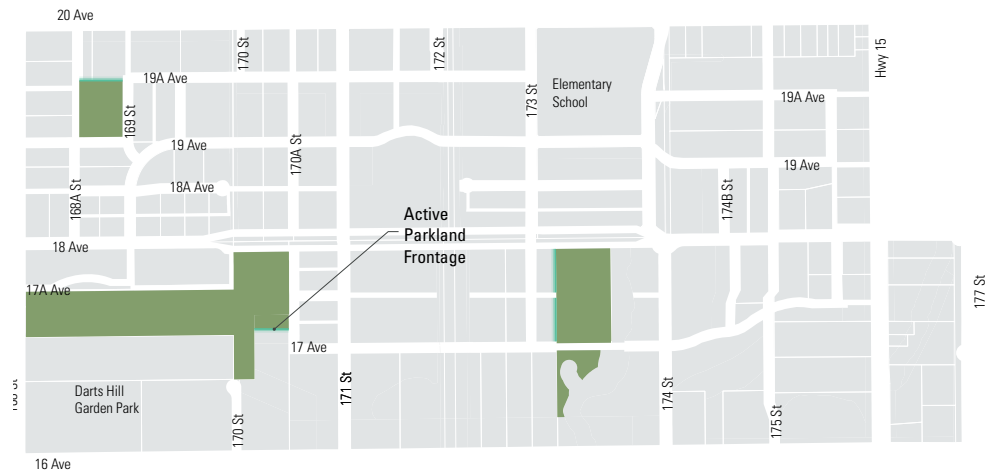 20 Ave
170 St
172 St
Hwy 15
19A Ave
Elementary
School
173 St
19A Ave
169 St
19 Ave
170A St
19 Ave
18A Ave
168A St
174B St
Active
Parkland
Frontage
18 Ave
17A Ave
177 St
17 Ave
Darts Hill
Garden Park
171 St
174 St
170 St
175 St
16 Ave